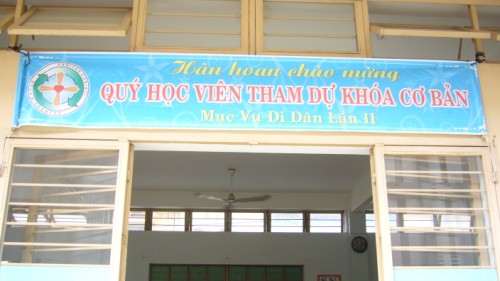 Hân hoan chào mừng
QUÝ HỌC VIÊN THAM DỰ KHÓA CƠ BẢN
Mục Vụ Di Dân Lần II